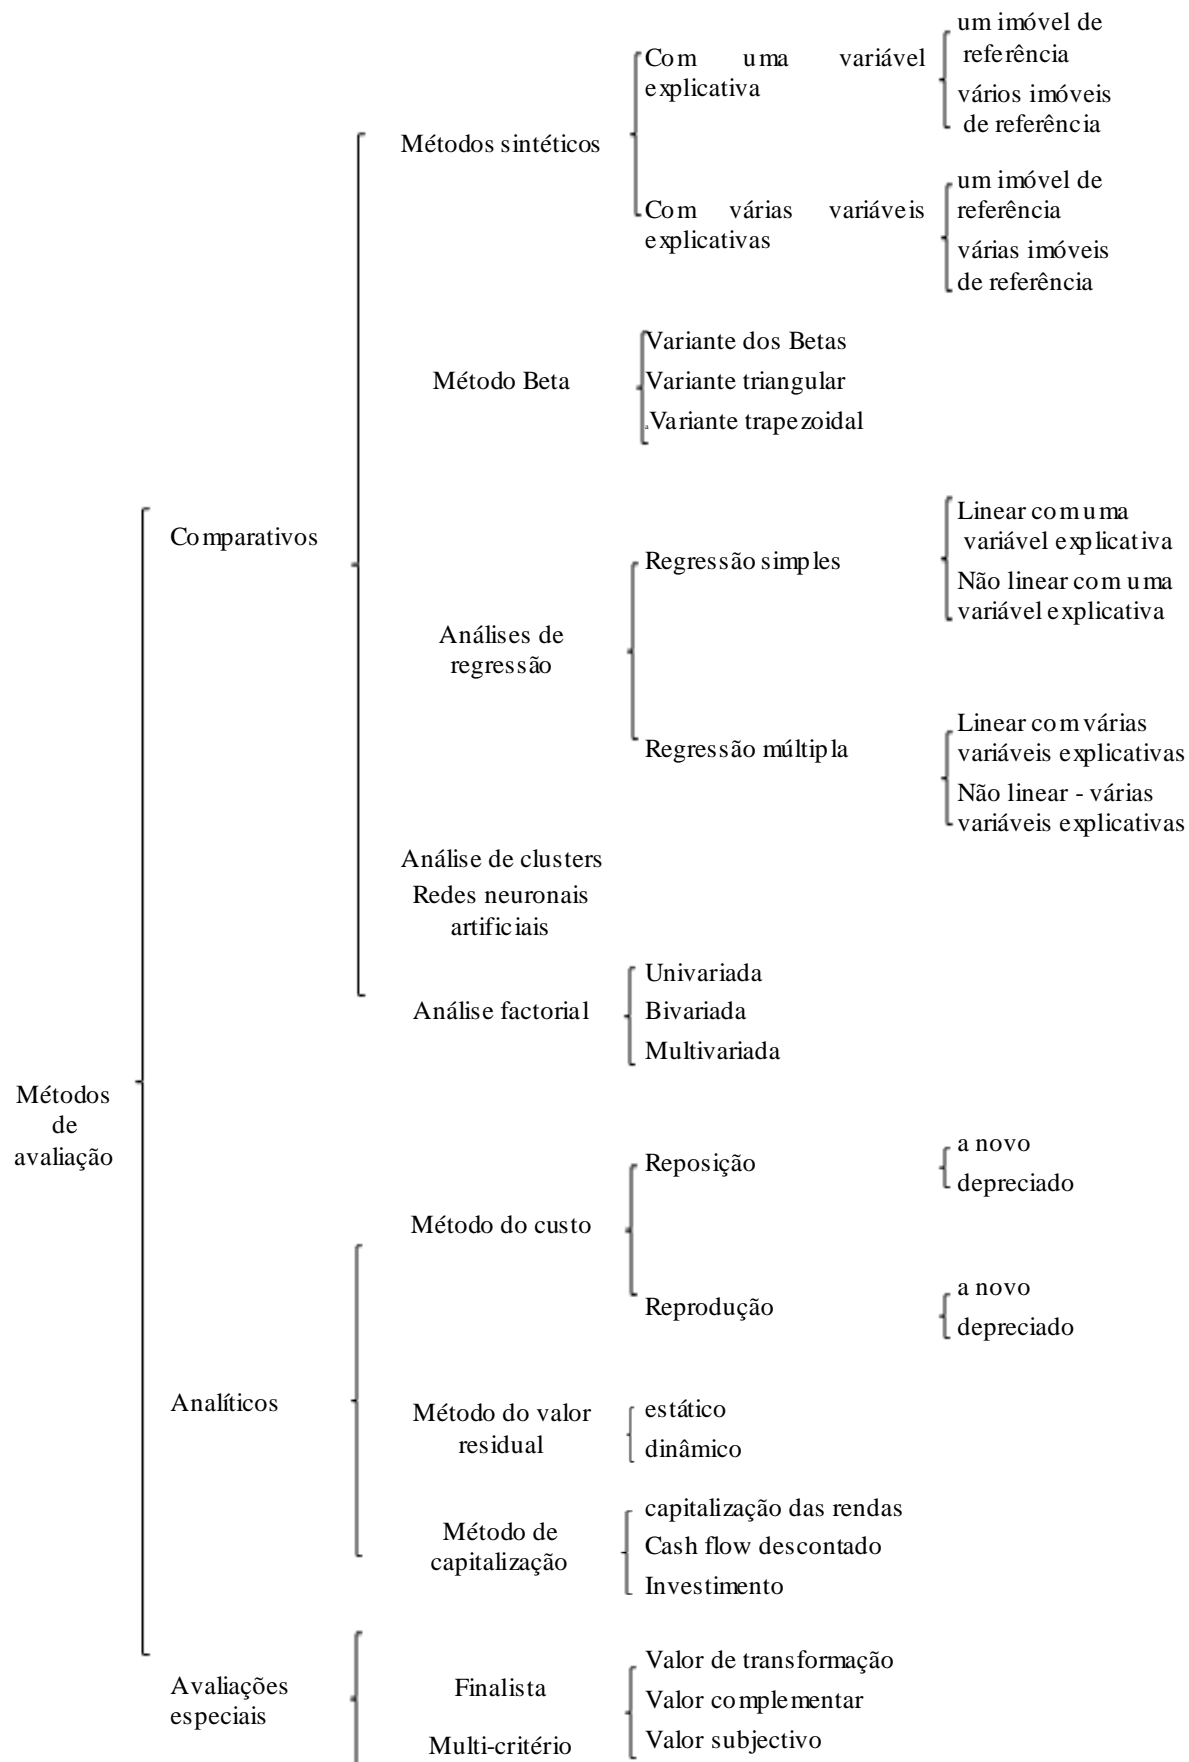 um imóvel de
referência
Com uma variável
explicativa
vários imóveis
de referência
Métodos sintéticos
um imóvel de
referência
Com várias variáveis
explicativas
várias imóveis
de referência
Variante dos Betas
Método Beta
Variante triangular
Variante trapezoidal
Comparativos
Linear com uma
variável explicativa
Regressão simples
Não linear com uma
variável explicativa
Análises de
regressão
Linear com várias
variáveis explicativas
Regressão múltipla
Não linear - várias
variáveis explicativas
Análise de clusters
Redes neuronais
artificiais
Univariada
Análise factorial
Bivariada
Multivariada
Métodos
de
avaliação
a novo
Reposição
depreciado
Método do custo
a novo
Reprodução
depreciado
Analíticos
Método do valor
residual
estático
dinâmico
capitalização das rendas
Método de
capitalização
Cash flow descontado
Investimento
Avaliações
especiais
Finalista
Valor de transformação
Valor complementar
Multi-critério
Valor subjectivo